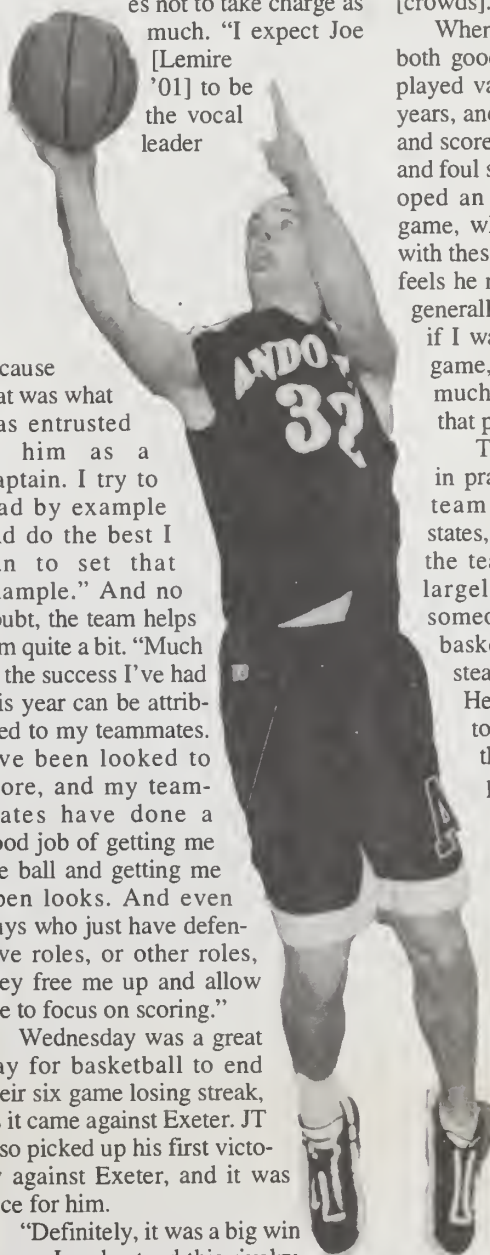 es not to take charge as
much. “I expect Joe
[Lemire
’01] to be
the vocal
leader
cause
at was what
as entrusted
him as a
aptain. I try to
ad by example
d do the best I
n to set that
ample.” And no
oubt, the team helps
m quite a bit. “Much
the success I’ve had
is year can be attrib-
ed to my teammates.
ve been looked to
ore, and my team-
ates have done a
ood job of getting me
e ball and getting me
pen looks. And even
uys who just have defen-
ve roles, or other roles,
ey free me up and allow
e to focus on scoring.”
Wednesday was a great
ay for basketball to end
eir six game losing streak,
s it came against Exeter. JT
so picked up his first victo-
y against Exeter, and it was
ce for him.
“Definitely, it was a big win
ANDO
32
A
[crowds].
When
both good
played va
years, and
and score
and foul s
oped an
game, w
with thes
feels he n
generall
if I wa
game,
much
that p
T
in pra
team
states,
the tea
largel
someo
baske
stea
He
to
th